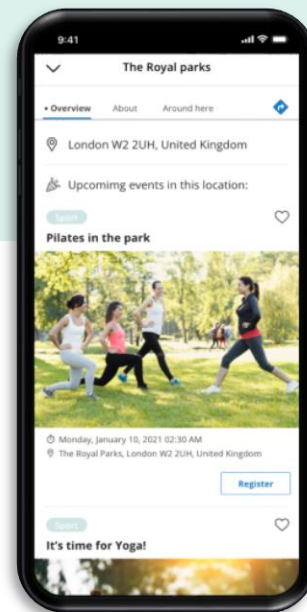 9:41
The Royal parks
• Overview About Around here
London W2 2UH, United Kingdom
Upcomimg events in this location:
Sport
Pilates in the park
Monday, January 10, 2021 02:30 AM
The Royal Parks, London W2 2UH, United Kingdom
Register
Sport
It's time for Yoga!